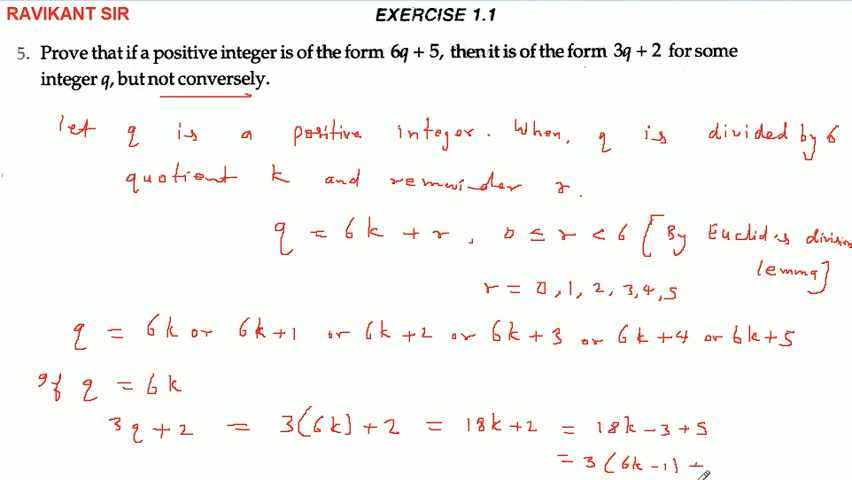 RAVIKANT SIR
EXERCISE 1.1
5. Prove that if a positive integer is of the form 6q + 5, then it is of the form 3q + 2 for some
integer q, but not conversely.
let q is a positive integer. When, q is divided by 6
quotient k and remainder r.
q = 6k + r, 0 ≤ r < 6 [By Euclid's division
lemma]
r = 0, 1, 2, 3, 4, 5
q = 6k or 6k+1 or 6k+2 or 6k+3 or 6k+4 or 6k+5
If q = 6k
3q + 2 = 3(6k) + 2 = 18k+2 = 18k-3+5
= 3(6k-1) +